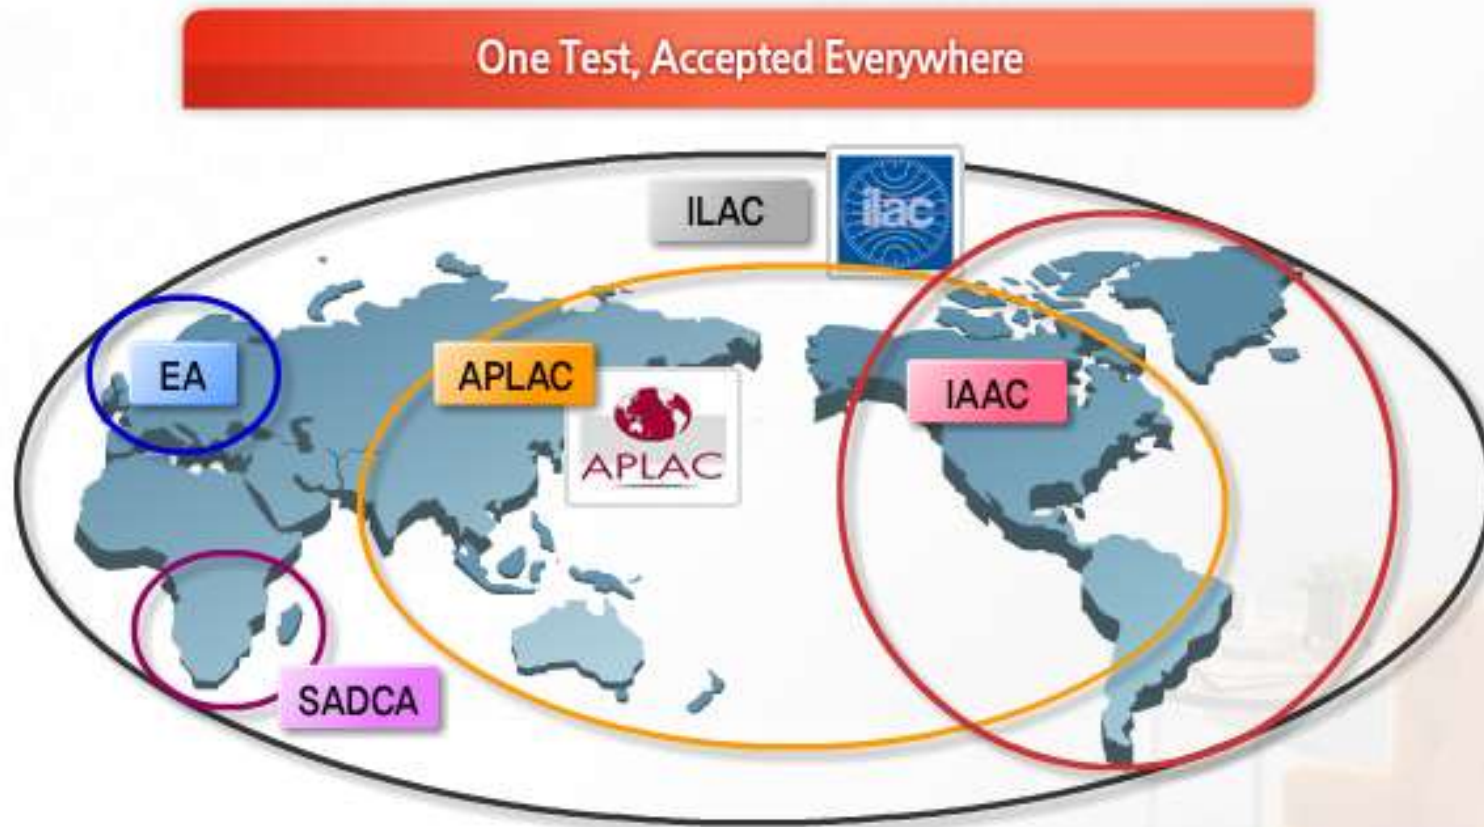 One Test, Accepted Everywhere
ILAC
ilac
EA
APLAC
IAAC
APLAC
SADCA